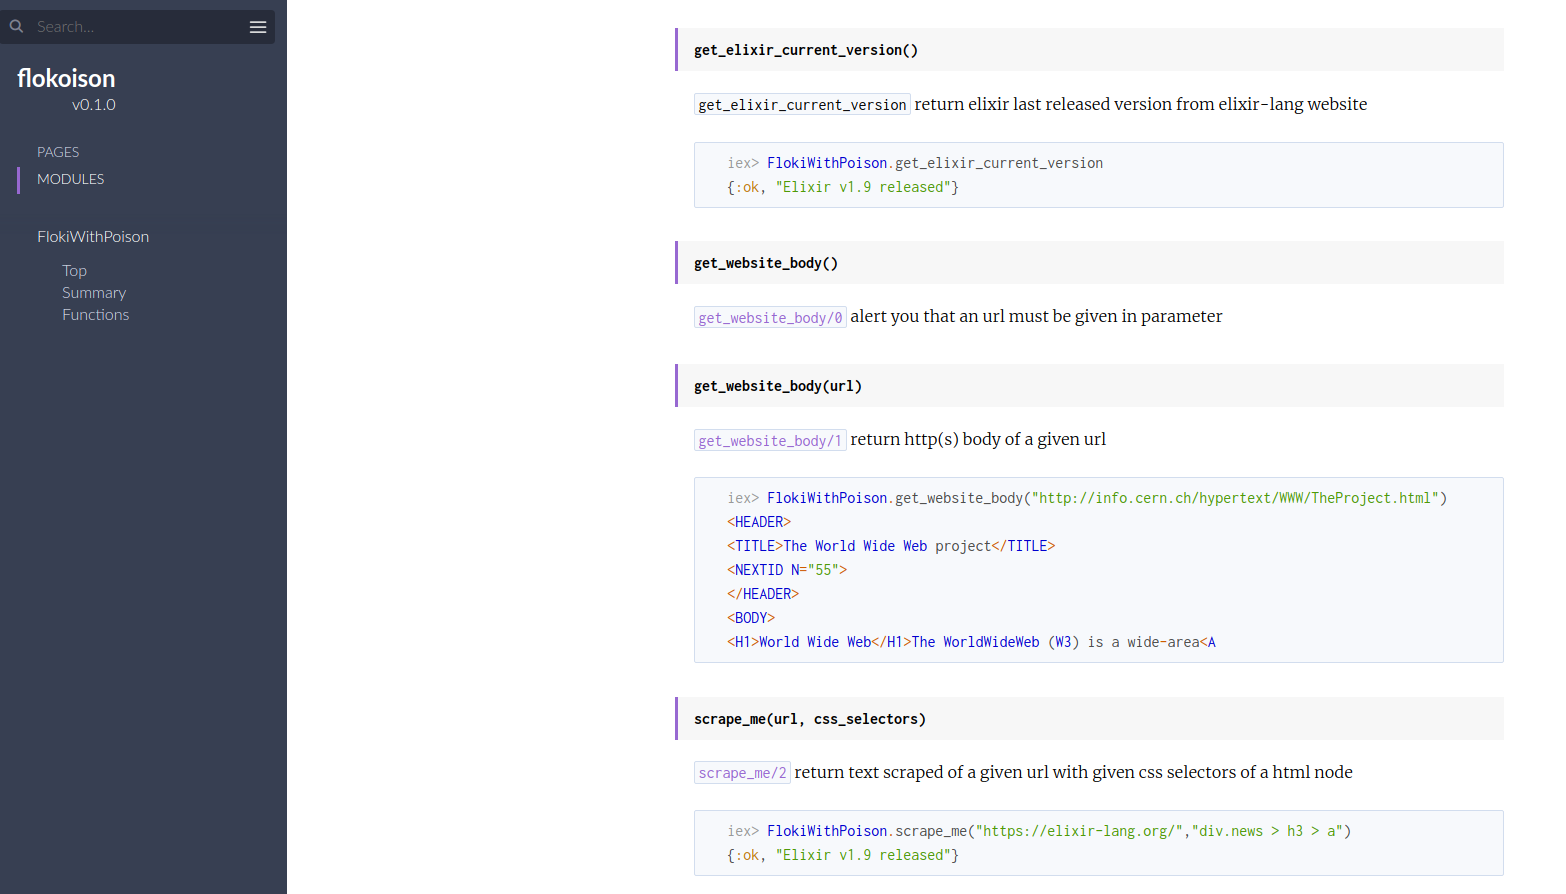 Search...
flokoison
v0.1.0
PAGES
MODULES
FlokiWithPoison
Top
Summary
Functions
get_elixir_current_version()
get_elixir_current_version return elixir last released version from elixir-lang website
iex> FlokiWithPoison.get_elixir_current_version
{:ok, "Elixir v1.9 released"}
get_website_body()
get_website_body/0 alert you that an url must be given in parameter
get_website_body(url)
get_website_body/1 return http(s) body of a given url
iex> FlokiWithPoison.get_website_body("http://info.cern.ch/hypertext/WWW/TheProject.html")
<HEADER>
<TITLE>The World Wide Web project</TITLE>
<NEXTID N="55">
</HEADER>
<BODY>
<H1>World Wide Web</H1>The WorldWideWeb (W3) is a wide-area<A
scrape_me(url, css_selectors)
scrape_me/2 return text scraped of a given url with given css selectors of a html node
iex> FlokiWithPoison.scrape_me("https://elixir-lang.org/","div.news > h3 > a")
{:ok, "Elixir v1.9 released"}